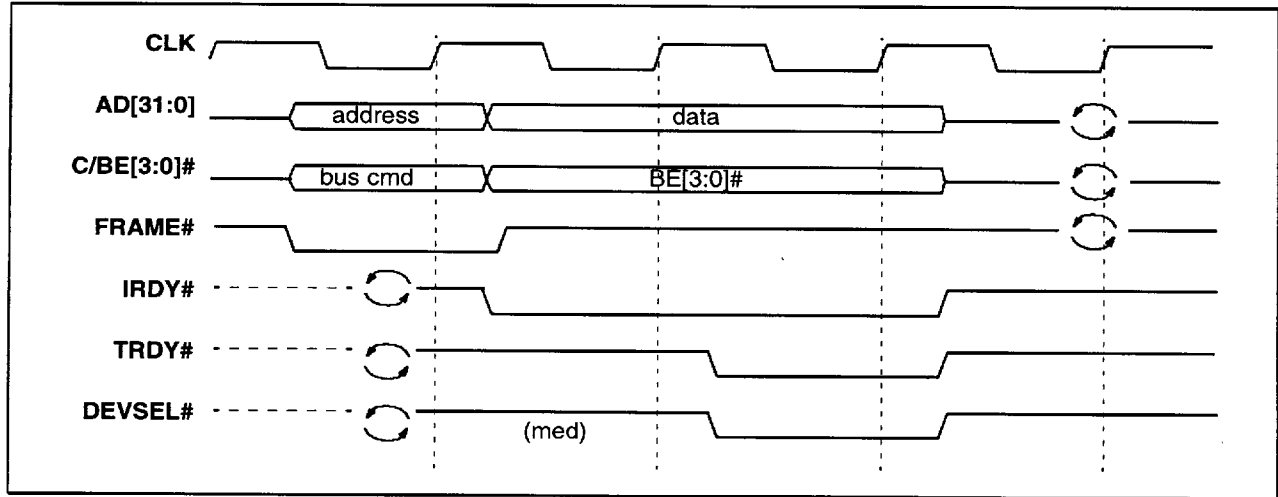 CLK
AD[31:0] address data
C/BE[3:0]# bus cmd BE[3:0]#
FRAME#
IRDY#
TRDY#
DEVSEL#
(med)